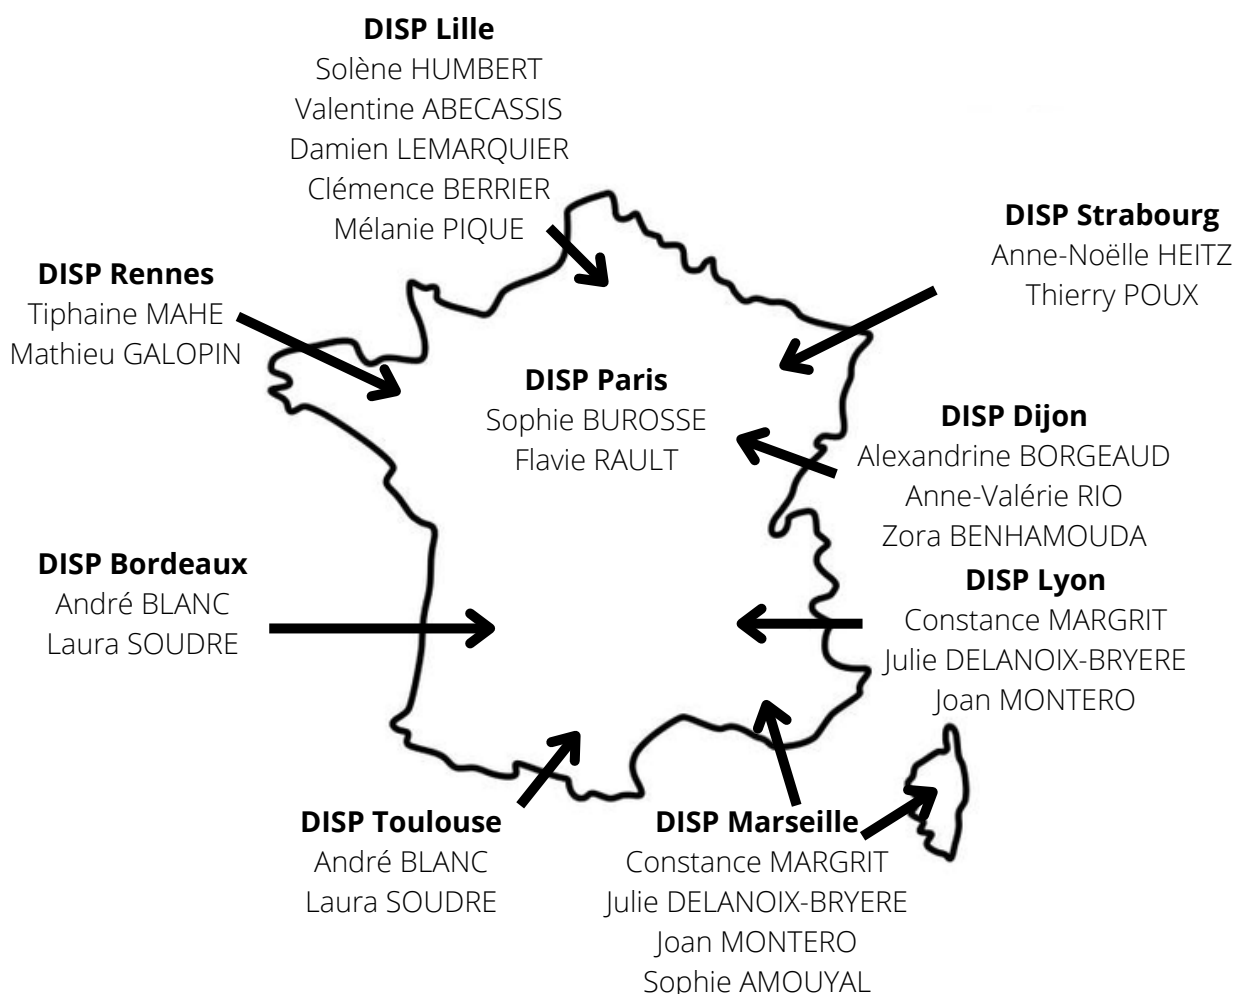 DISP Lille
Solène HUMBERT
Valentine ABECASSIS
Damien LEMARQUIER
Clémence BERRIER
Mélanie PIQUE
DISP Strabourg
Anne-Noëlle HEITZ
Thierry POUX
DISP Rennes
Tiphaine MAHE
Mathieu GALOPIN
DISP Paris
Sophie BUROSSE
Flavie RAULT
DISP Dijon
Alexandrine BORGEAUD
Anne-Valérie RIO
Zora BENHAMOUDA
DISP Bordeaux
André BLANC
Laura SOUDRE
DISP Lyon
Constance MARGRIT
Julie DELANOIX-BRYERE
Joan MONTERO
DISP Toulouse
André BLANC
Laura SOUDRE
DISP Marseille
Constance MARGRIT
Julie DELANOIX-BRYERE
Joan MONTERO
Sophie AMOUYAL